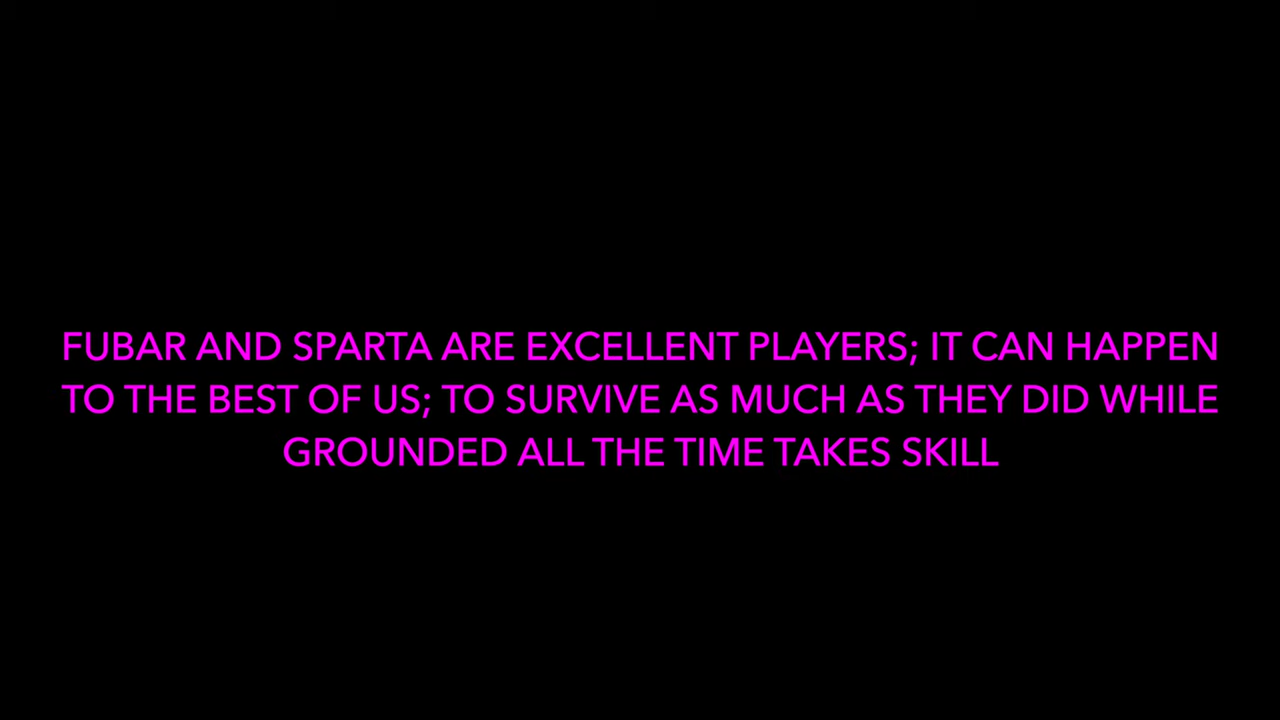 FUBAR AND SPARTA ARE EXCELLENT PLAYERS; IT CAN HAPPEN
TO THE BEST OF US; TO SURVIVE AS MUCH AS THEY DID WHILE
GROUNDED ALL THE TIME TAKES SKILL